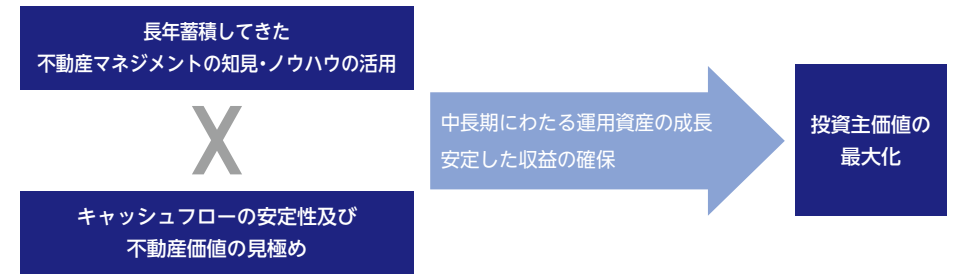 長年蓄積してきた
不動産マネジメントの知見・ノウハウの活用
X
キャッシュフローの安定性及び
不動産価値の見極め
中長期にわたる運用資産の成長
安定した収益の確保
投資主価値の
最大化